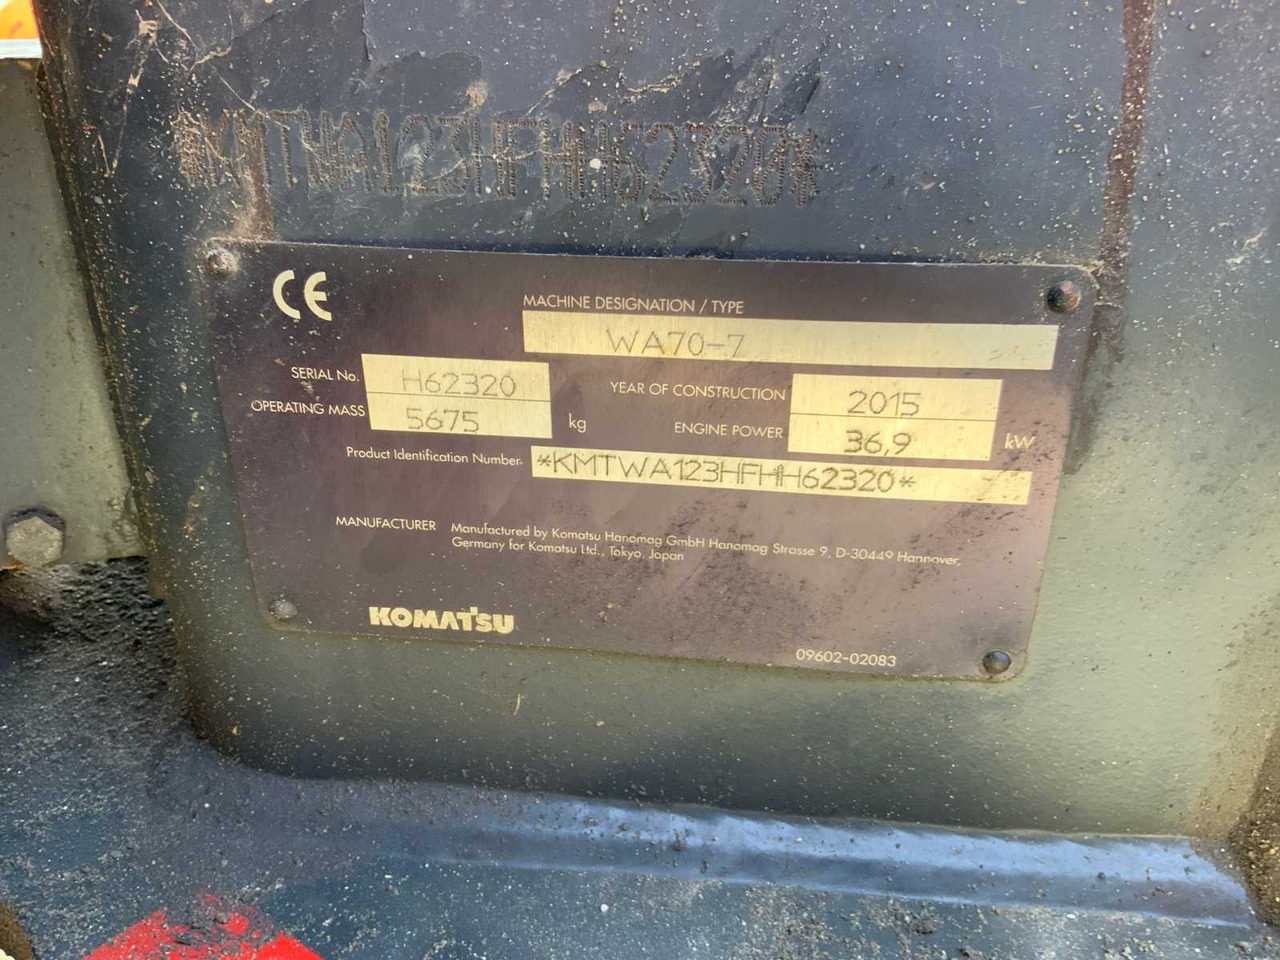 *KMTWA123HFHH62320*
CE
MACHINE DESIGNATION / TYPE
WA70-7
SERIAL No. H62320 YEAR OF CONSTRUCTION 2015
OPERATING MASS 5675 kg ENGINE POWER 36,9 kW
Product Identification Number *KMTWA123HFHH62320*
MANUFACTURER Manufactured by Komatsu Hanomag GmbH Hanomag Strasse 9, D-30449 Hannover,
Germany for Komatsu Ltd., Tokyo, Japan
KOMATSU
09602-02083